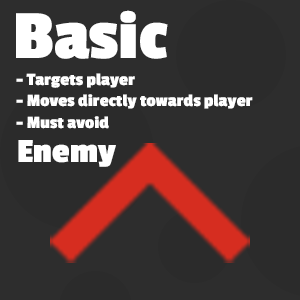 Basic
- Targets player
- Moves directly towards player
- Must avoid
Enemy